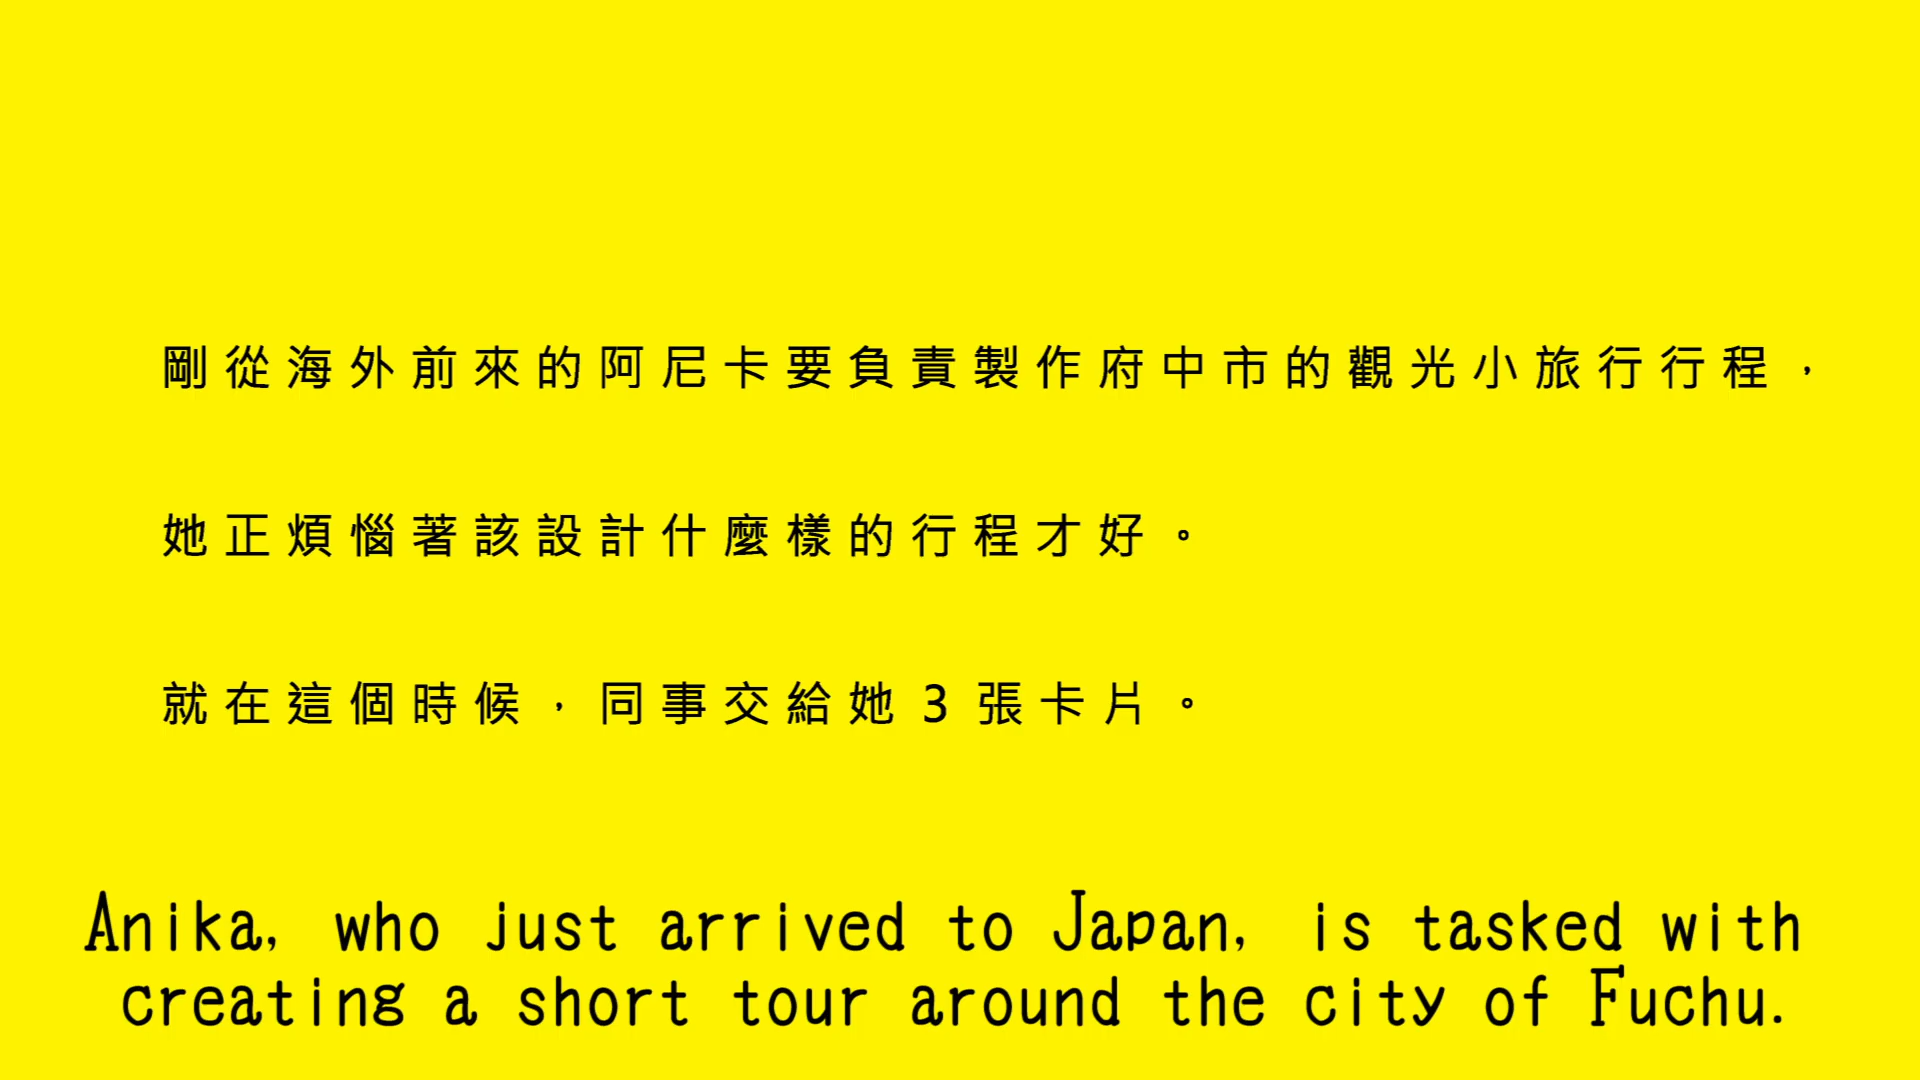 剛從海外前來的阿尼卡要負責製作府中市的觀光小旅行行程，
她正煩惱著該設計什麼樣的行程才好。
就在這個時候，同事交給她3張卡片。
Anika, who just arrived to Japan, is tasked with
creating a short tour around the city of Fuchu.